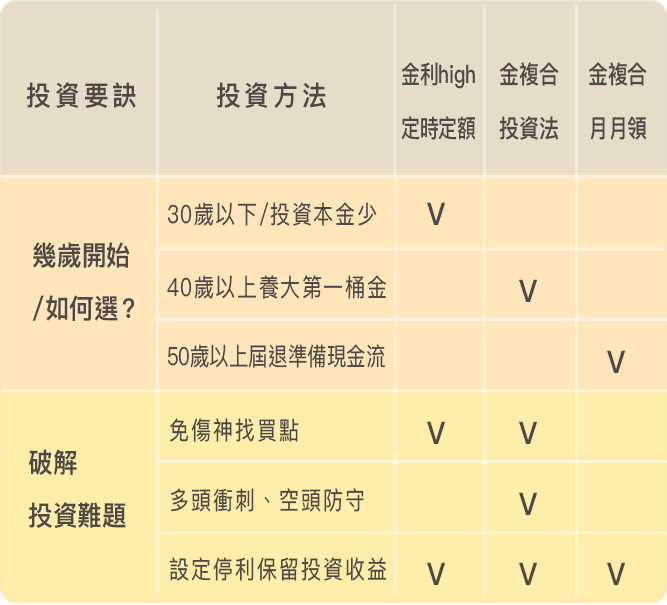 投資要訣 投資方法 金利high 金複合 金複合
定時定額 投資法 月月領
幾歲開始
/如何選?
30歲以下/投資本金少 V
40歲以上養大第一桶金 V
50歲以上屆退準備現金流 V
破解
投資難題
免傷神找買點 V V
多頭衝刺、空頭防守 V
設定停利保留投資收益 V V V